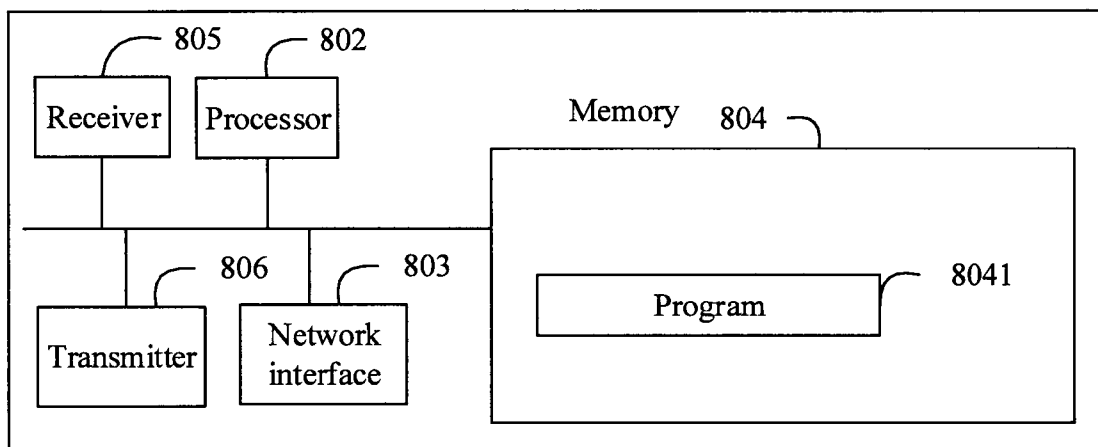 805
802
Receiver
Processor
Memory
804
806
803
8041
Transmitter
Network
interface
Program